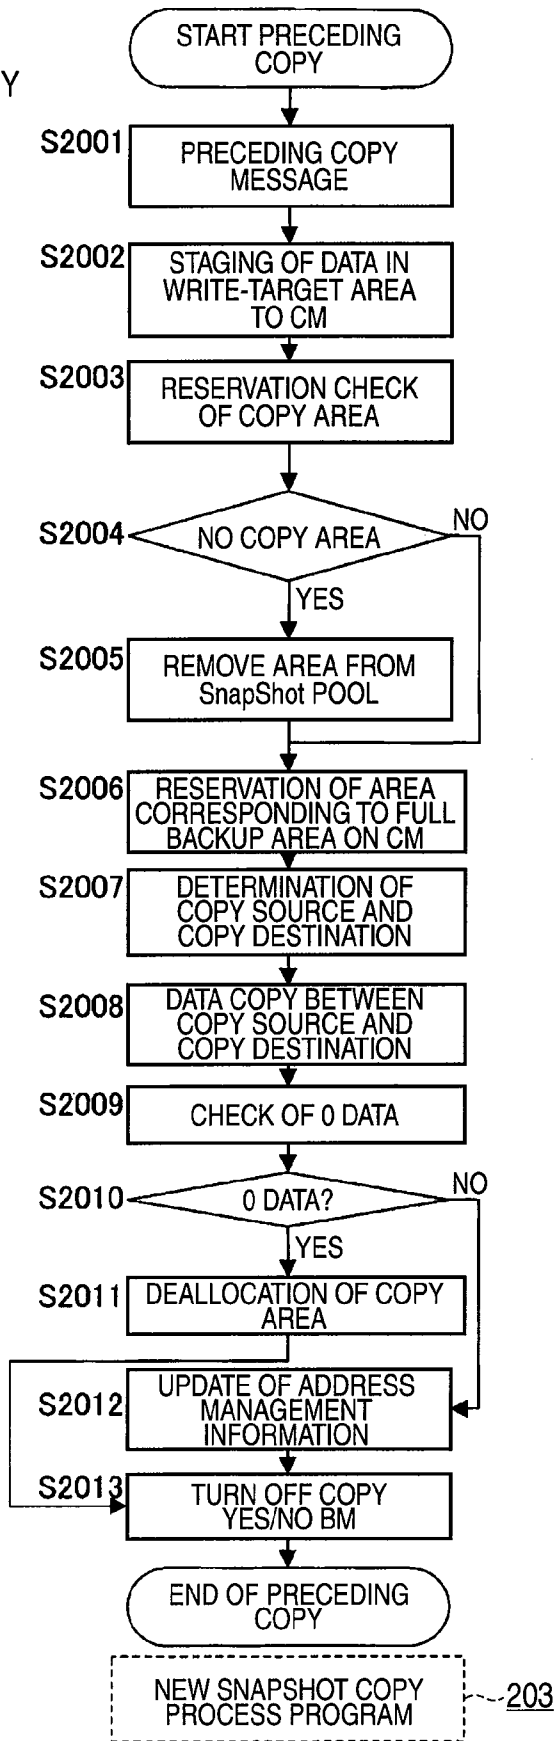 START PRECEDING
COPY
Y
S2001
PRECEDING COPY
MESSAGE
S2002
STAGING OF DATA IN
WRITE-TARGET AREA
TO CM
S2003
RESERVATION CHECK
OF COPY AREA
S2004
NO COPY AREA
NO
YES
S2005
REMOVE AREA FROM
SnapShot POOL
S2006
RESERVATION OF AREA
CORRESPONDING TO FULL
BACKUP AREA ON CM
S2007
DETERMINATION OF
COPY SOURCE AND
COPY DESTINATION
S2008
DATA COPY BETWEEN
COPY SOURCE AND
COPY DESTINATION
S2009
CHECK OF 0 DATA
S2010
0 DATA?
NO
YES
S2011
DEALLOCATION OF COPY
AREA
S2012
UPDATE OF ADDRESS
MANAGEMENT
INFORMATION
S2013
TURN OFF COPY
YES/NO BM
END OF PRECEDING
COPY
NEW SNAPSHOT COPY
PROCESS PROGRAM
203